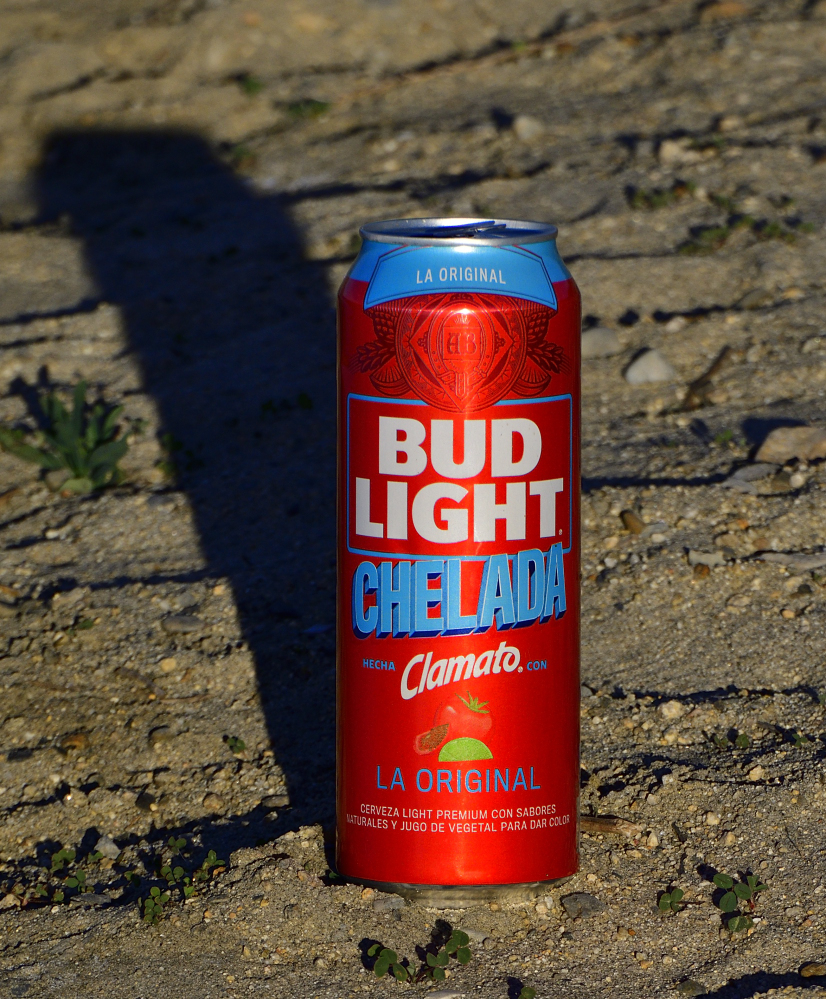 LA ORIGINAL
BUD
LIGHT®
CHELADA
HECHA Clamato® CON
LA ORIGINAL
CERVEZA LIGHT PREMIUM CON SABORES
NATURALES Y JUGO DE VEGETAL PARA DAR COLOR